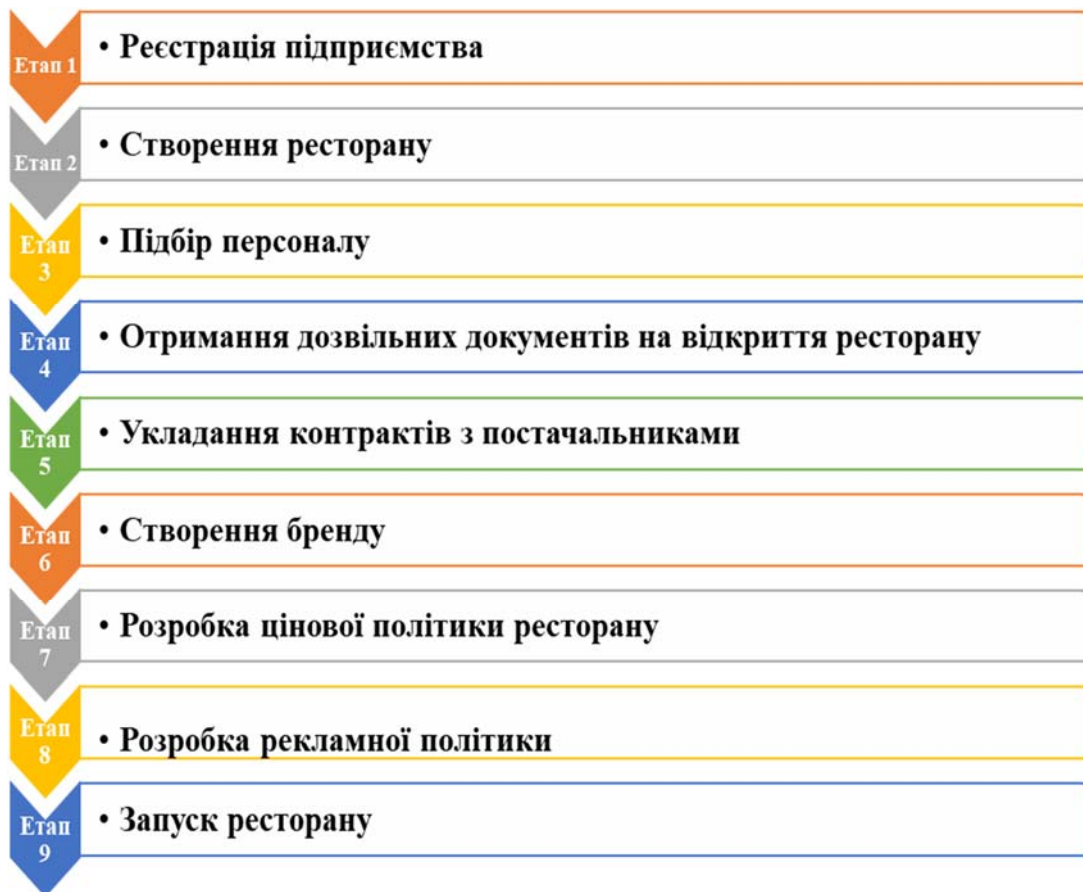 Етап 1
• Реєстрація підприємства
Етап 2
• Створення ресторану
Етап
3
• Підбір персоналу
Етап
4
• Отримання дозвільних документів на відкриття ресторану
Етап
5
• Укладання контрактів з постачальниками
Етап
6
• Створення бренду
Етап
7
• Розробка цінової політики ресторану
Етап
8
• Розробка рекламної політики
Етап
9
• Запуск ресторану